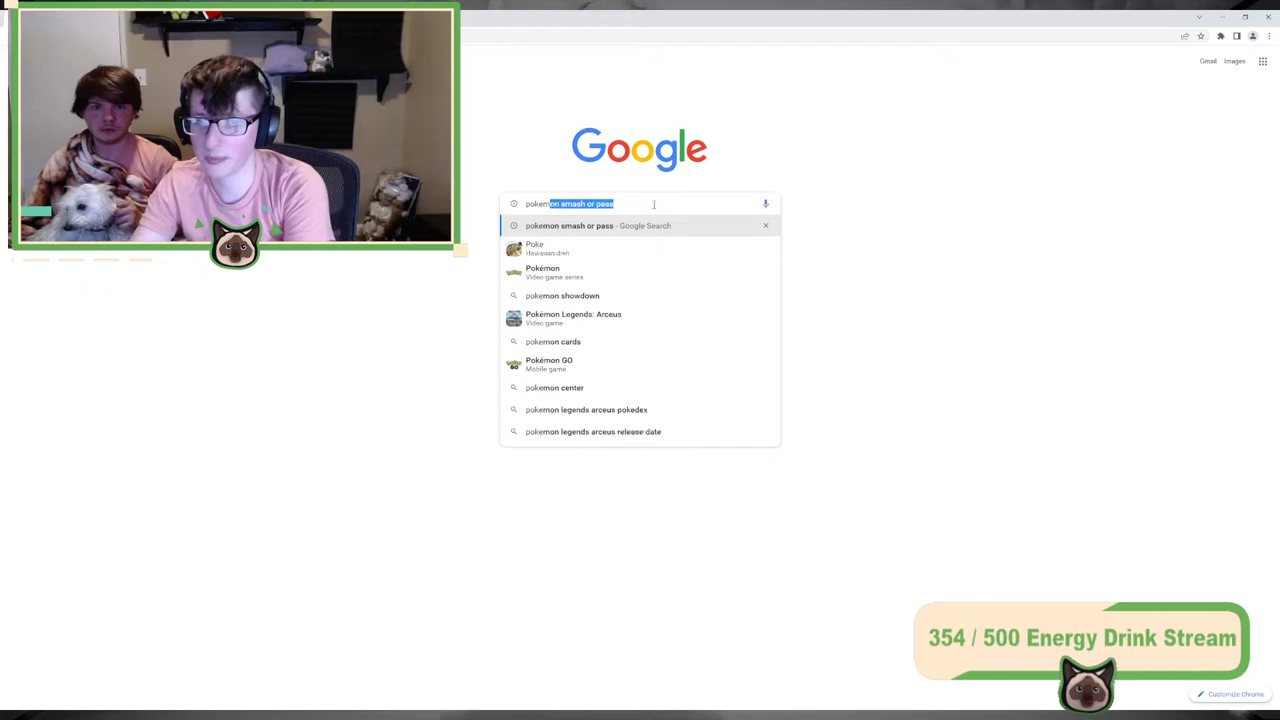 Gmail Images
Google
pokemon smash or pass
pokemon smash or pass - Google Search
Poke
Hawaiian dish
Pokémon
Video game series
pokemon showdown
Pokémon Legends: Arceus
Video game
pokemon cards
Pokémon GO
Mobile game
pokemon center
pokemon legends arceus pokedex
pokemon legends arceus release date
354 / 500 Energy Drink Stream
Customize Chrome